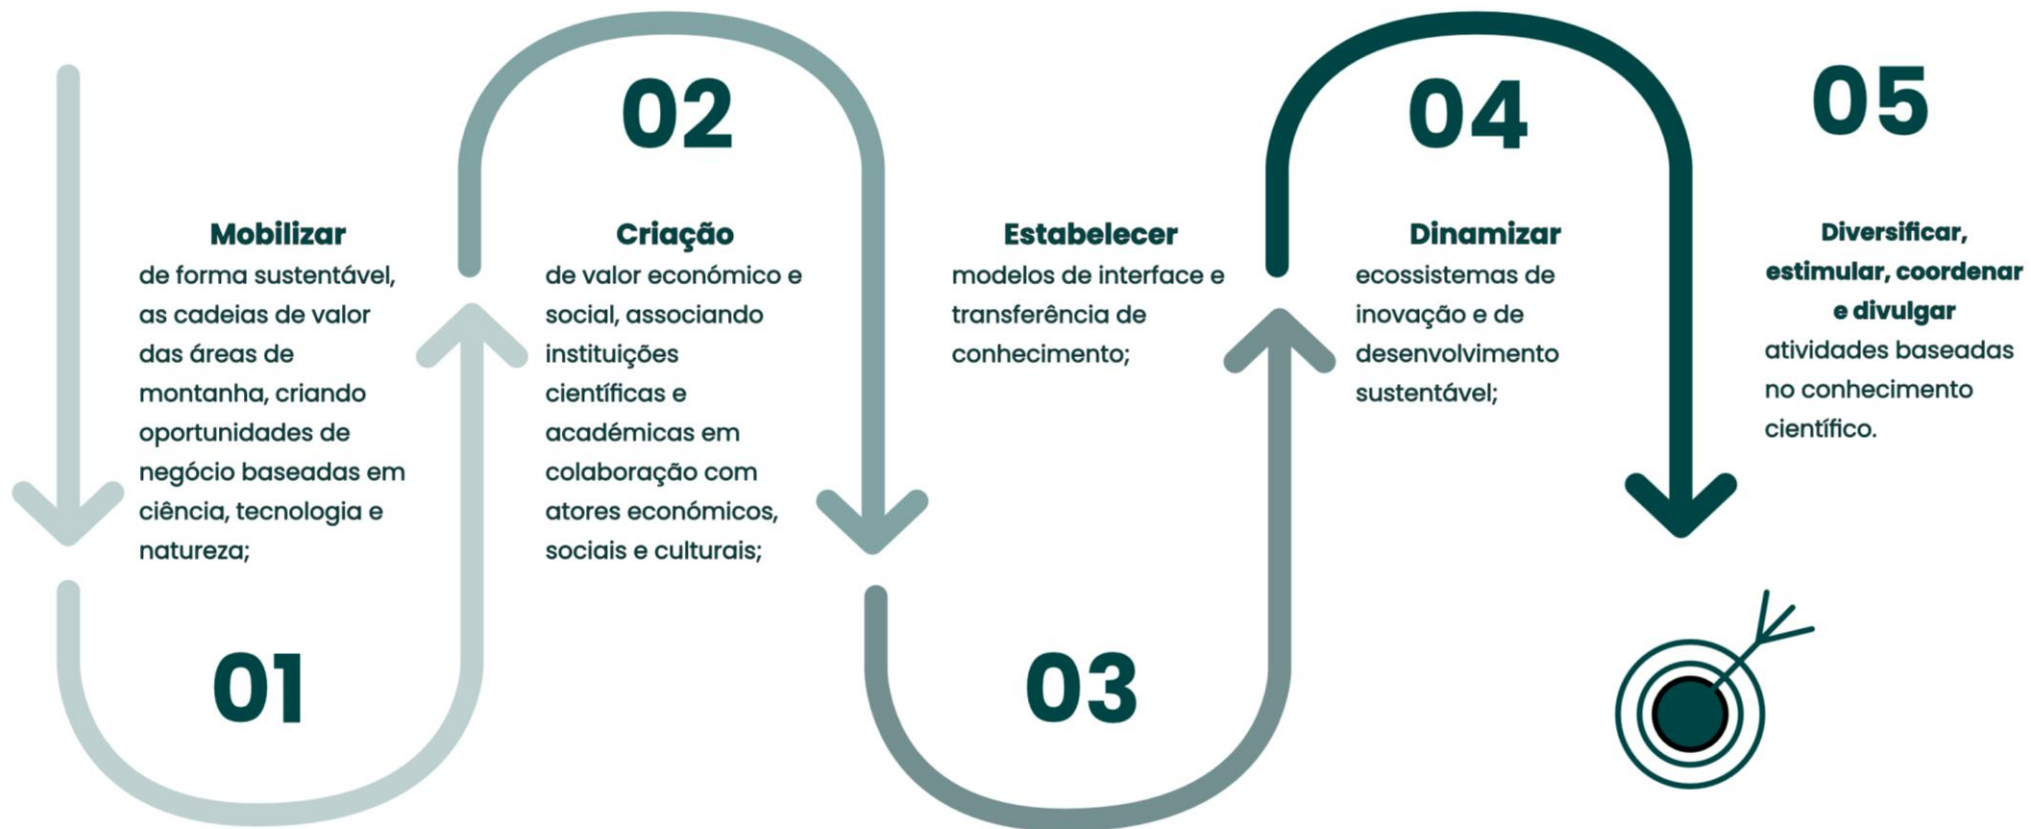 Mobilizar
de forma sustentável,
as cadeias de valor
das áreas de
montanha, criando
oportunidades de
negócio baseadas em
ciência, tecnologia e
natureza;
01
02
Criação
de valor económico e
social, associando
instituições
científicas e
académicas em
colaboração com
atores económicos,
sociais e culturais;
Estabelecer
modelos de interface e
transferência de
conhecimento;
03
04
Dinamizar
ecossistemas de
inovação e de
desenvolvimento
sustentável;
05
Diversificar,
estimular, coordenar
e divulgar
atividades baseadas
no conhecimento
científico.